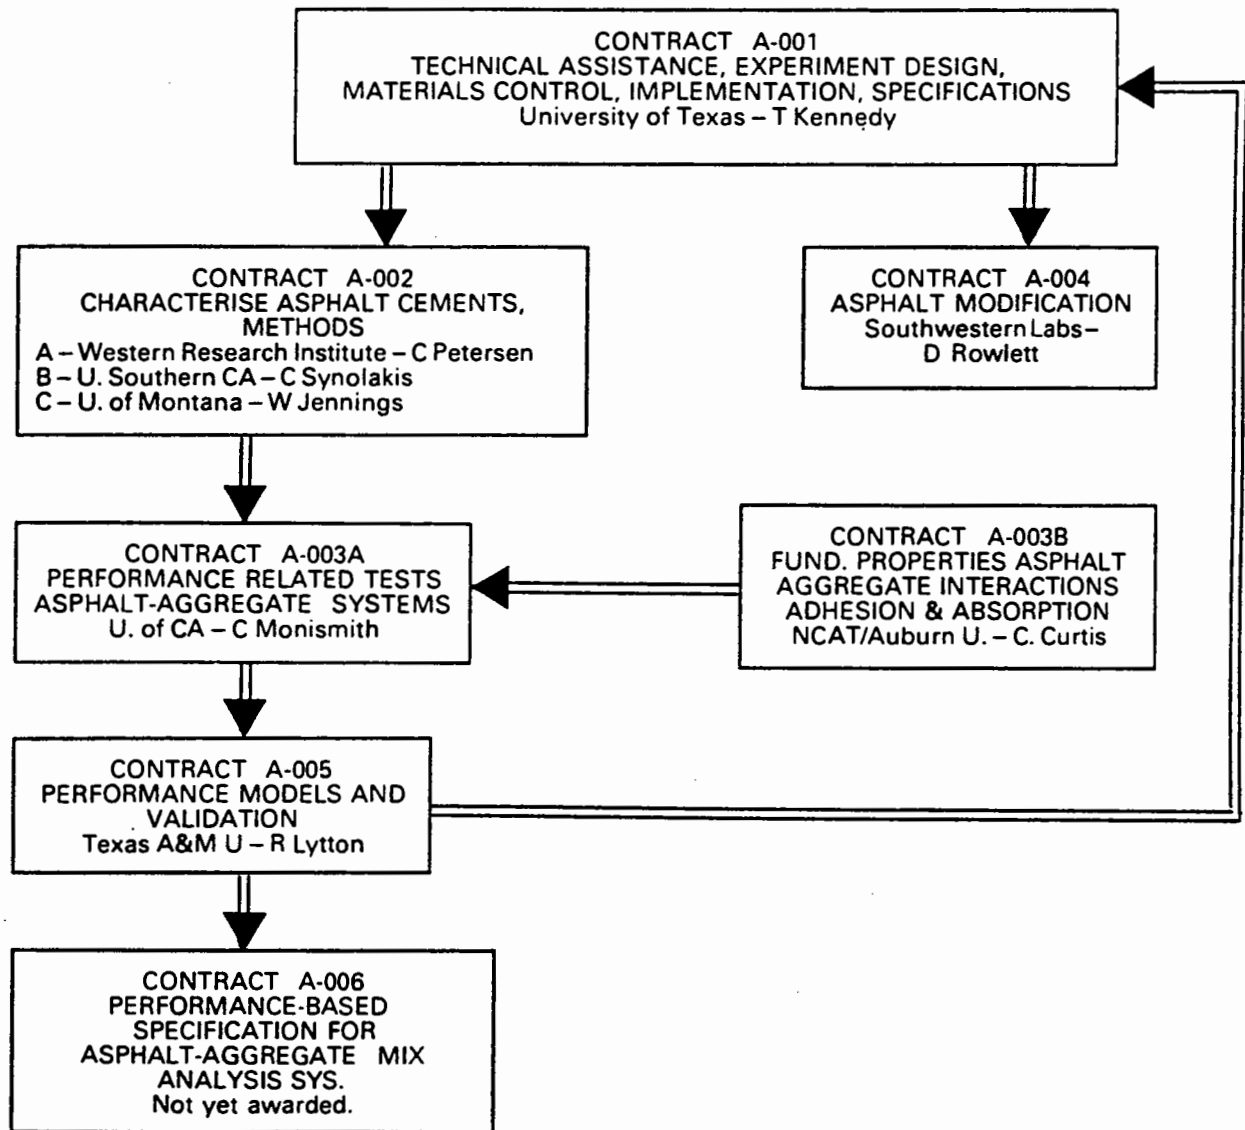 CONTRACT A-001
TECHNICAL ASSISTANCE, EXPERIMENT DESIGN,
MATERIALS CONTROL, IMPLEMENTATION, SPECIFICATIONS
University of Texas – T Kennedy
CONTRACT A-002
CHARACTERISE ASPHALT CEMENTS,
METHODS
A – Western Research Institute – C Petersen
B – U. Southern CA – C Synolakis
C – U. of Montana – W Jennings
CONTRACT A-004
ASPHALT MODIFICATION
Southwestern Labs –
D Rowlett
CONTRACT A-003A
PERFORMANCE RELATED TESTS
ASPHALT-AGGREGATE SYSTEMS
U. of CA – C Monismith
CONTRACT A-003B
FUND. PROPERTIES ASPHALT
AGGREGATE INTERACTIONS
ADHESION & ABSORPTION
NCAT/Auburn U. – C. Curtis
CONTRACT A-005
PERFORMANCE MODELS AND
VALIDATION
Texas A&M U – R Lytton
CONTRACT A-006
PERFORMANCE-BASED
SPECIFICATION FOR
ASPHALT-AGGREGATE MIX
ANALYSIS SYS.
Not yet awarded.